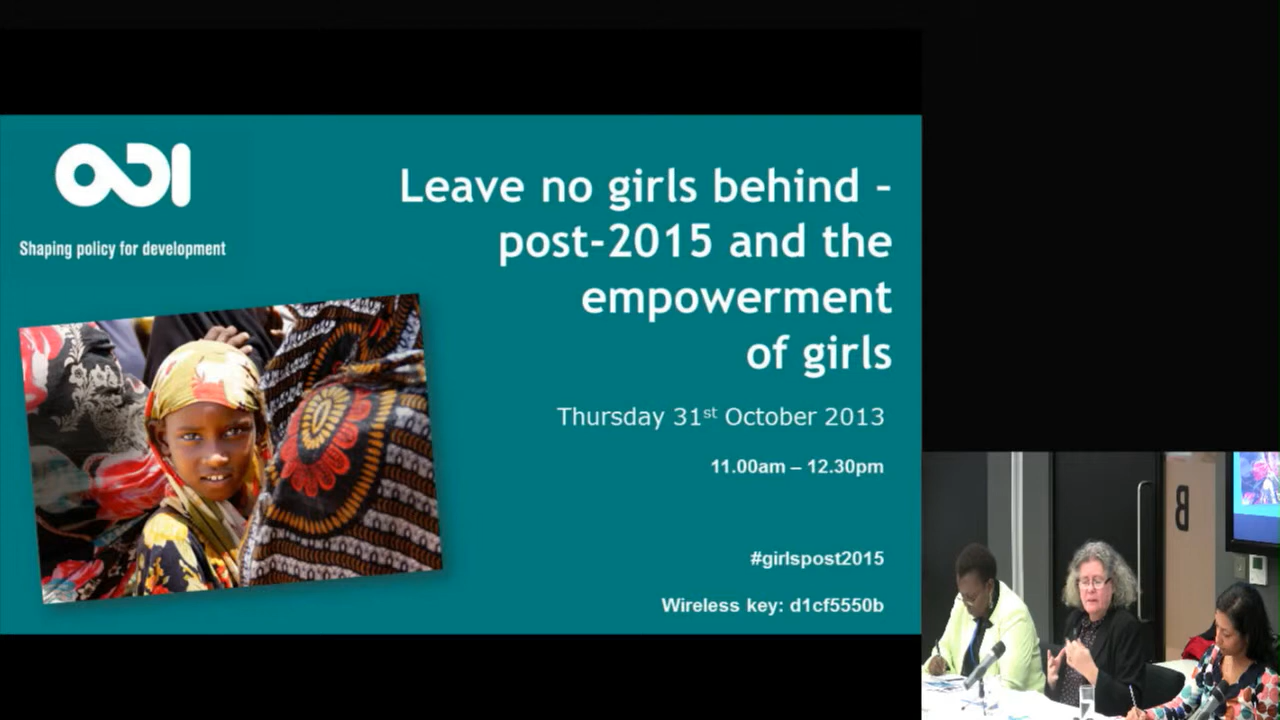 ODI
Shaping policy for development
Leave no girls behind –
post-2015 and the
empowerment
of girls
Thursday 31st October 2013
11.00am – 12.30pm
#girlspost2015
Wireless key: d1cf5550b
B